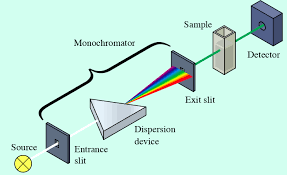 Sample
Monochromator
Detector
Exit slit
Dispersion
device
Source
Entrance
slit